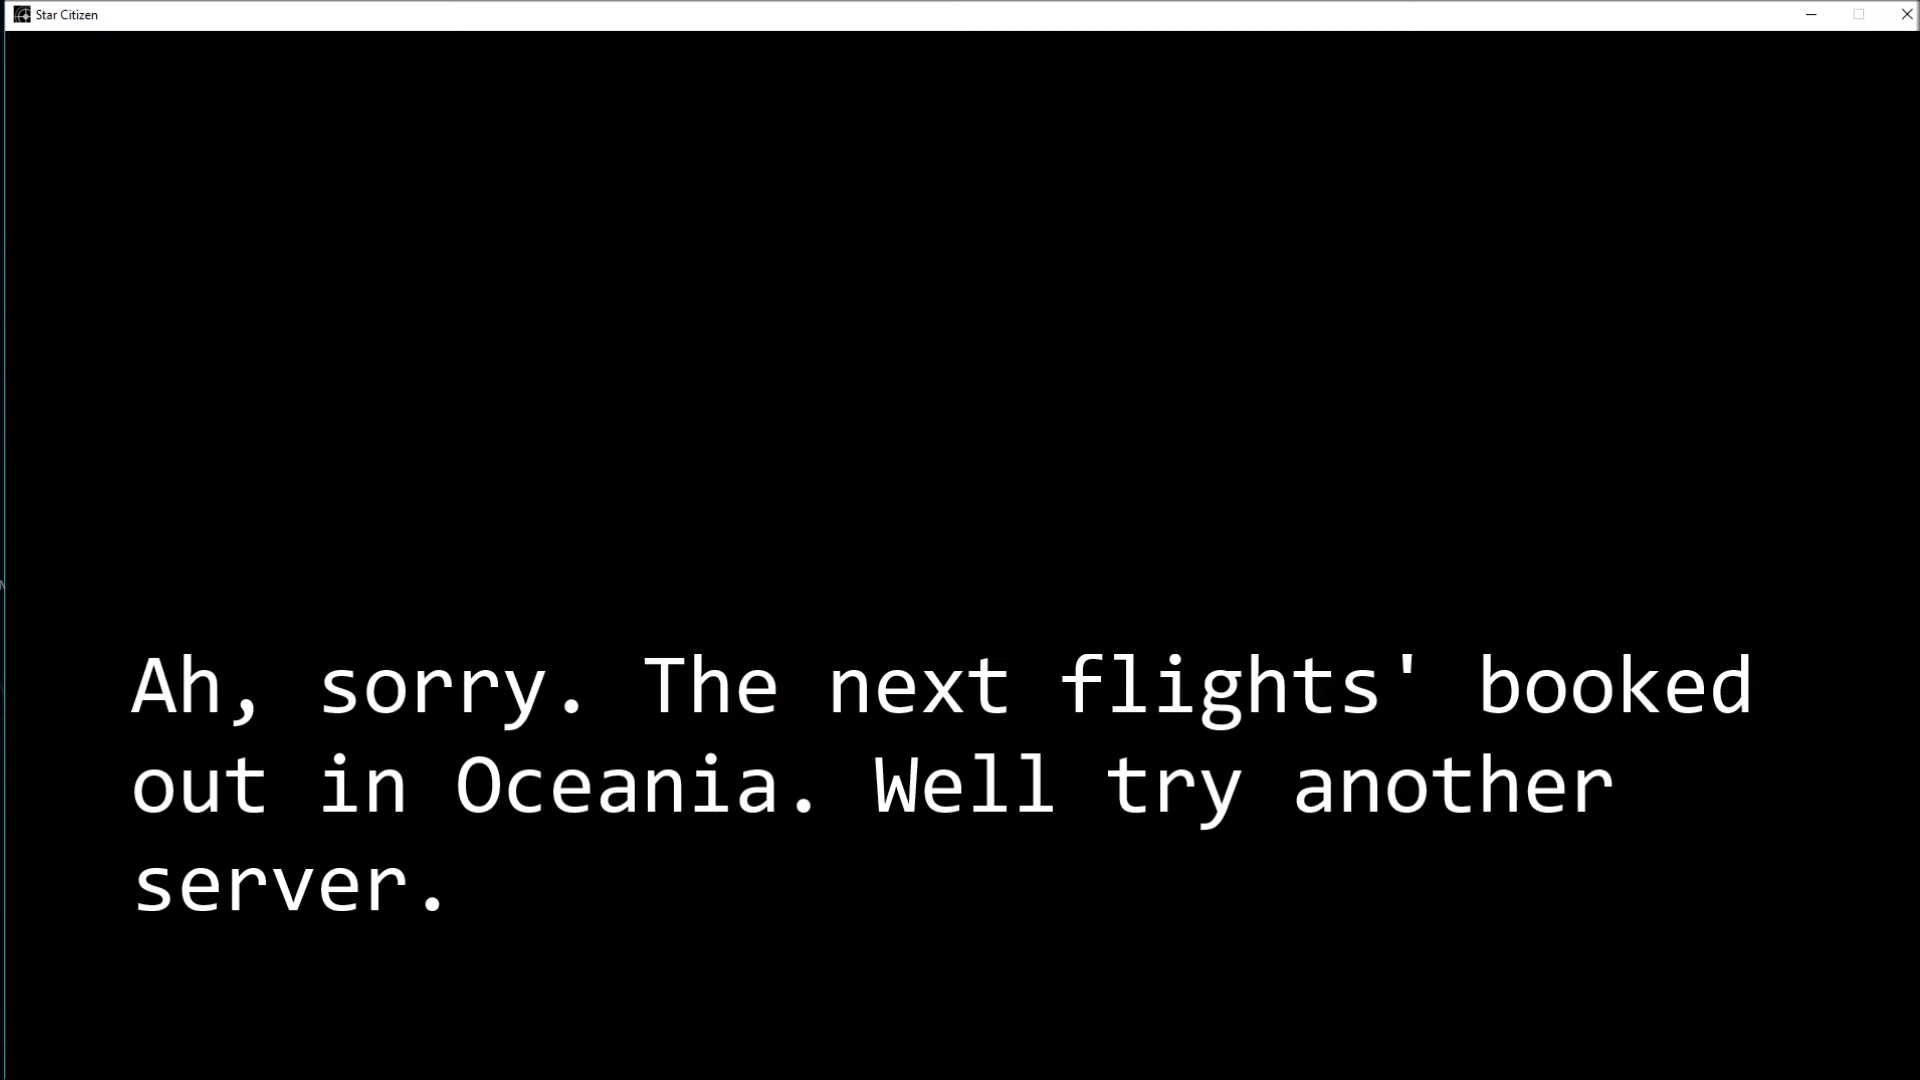 Star Citizen
Ah, sorry. The next flights' booked
out in Oceania. Well try another
server.